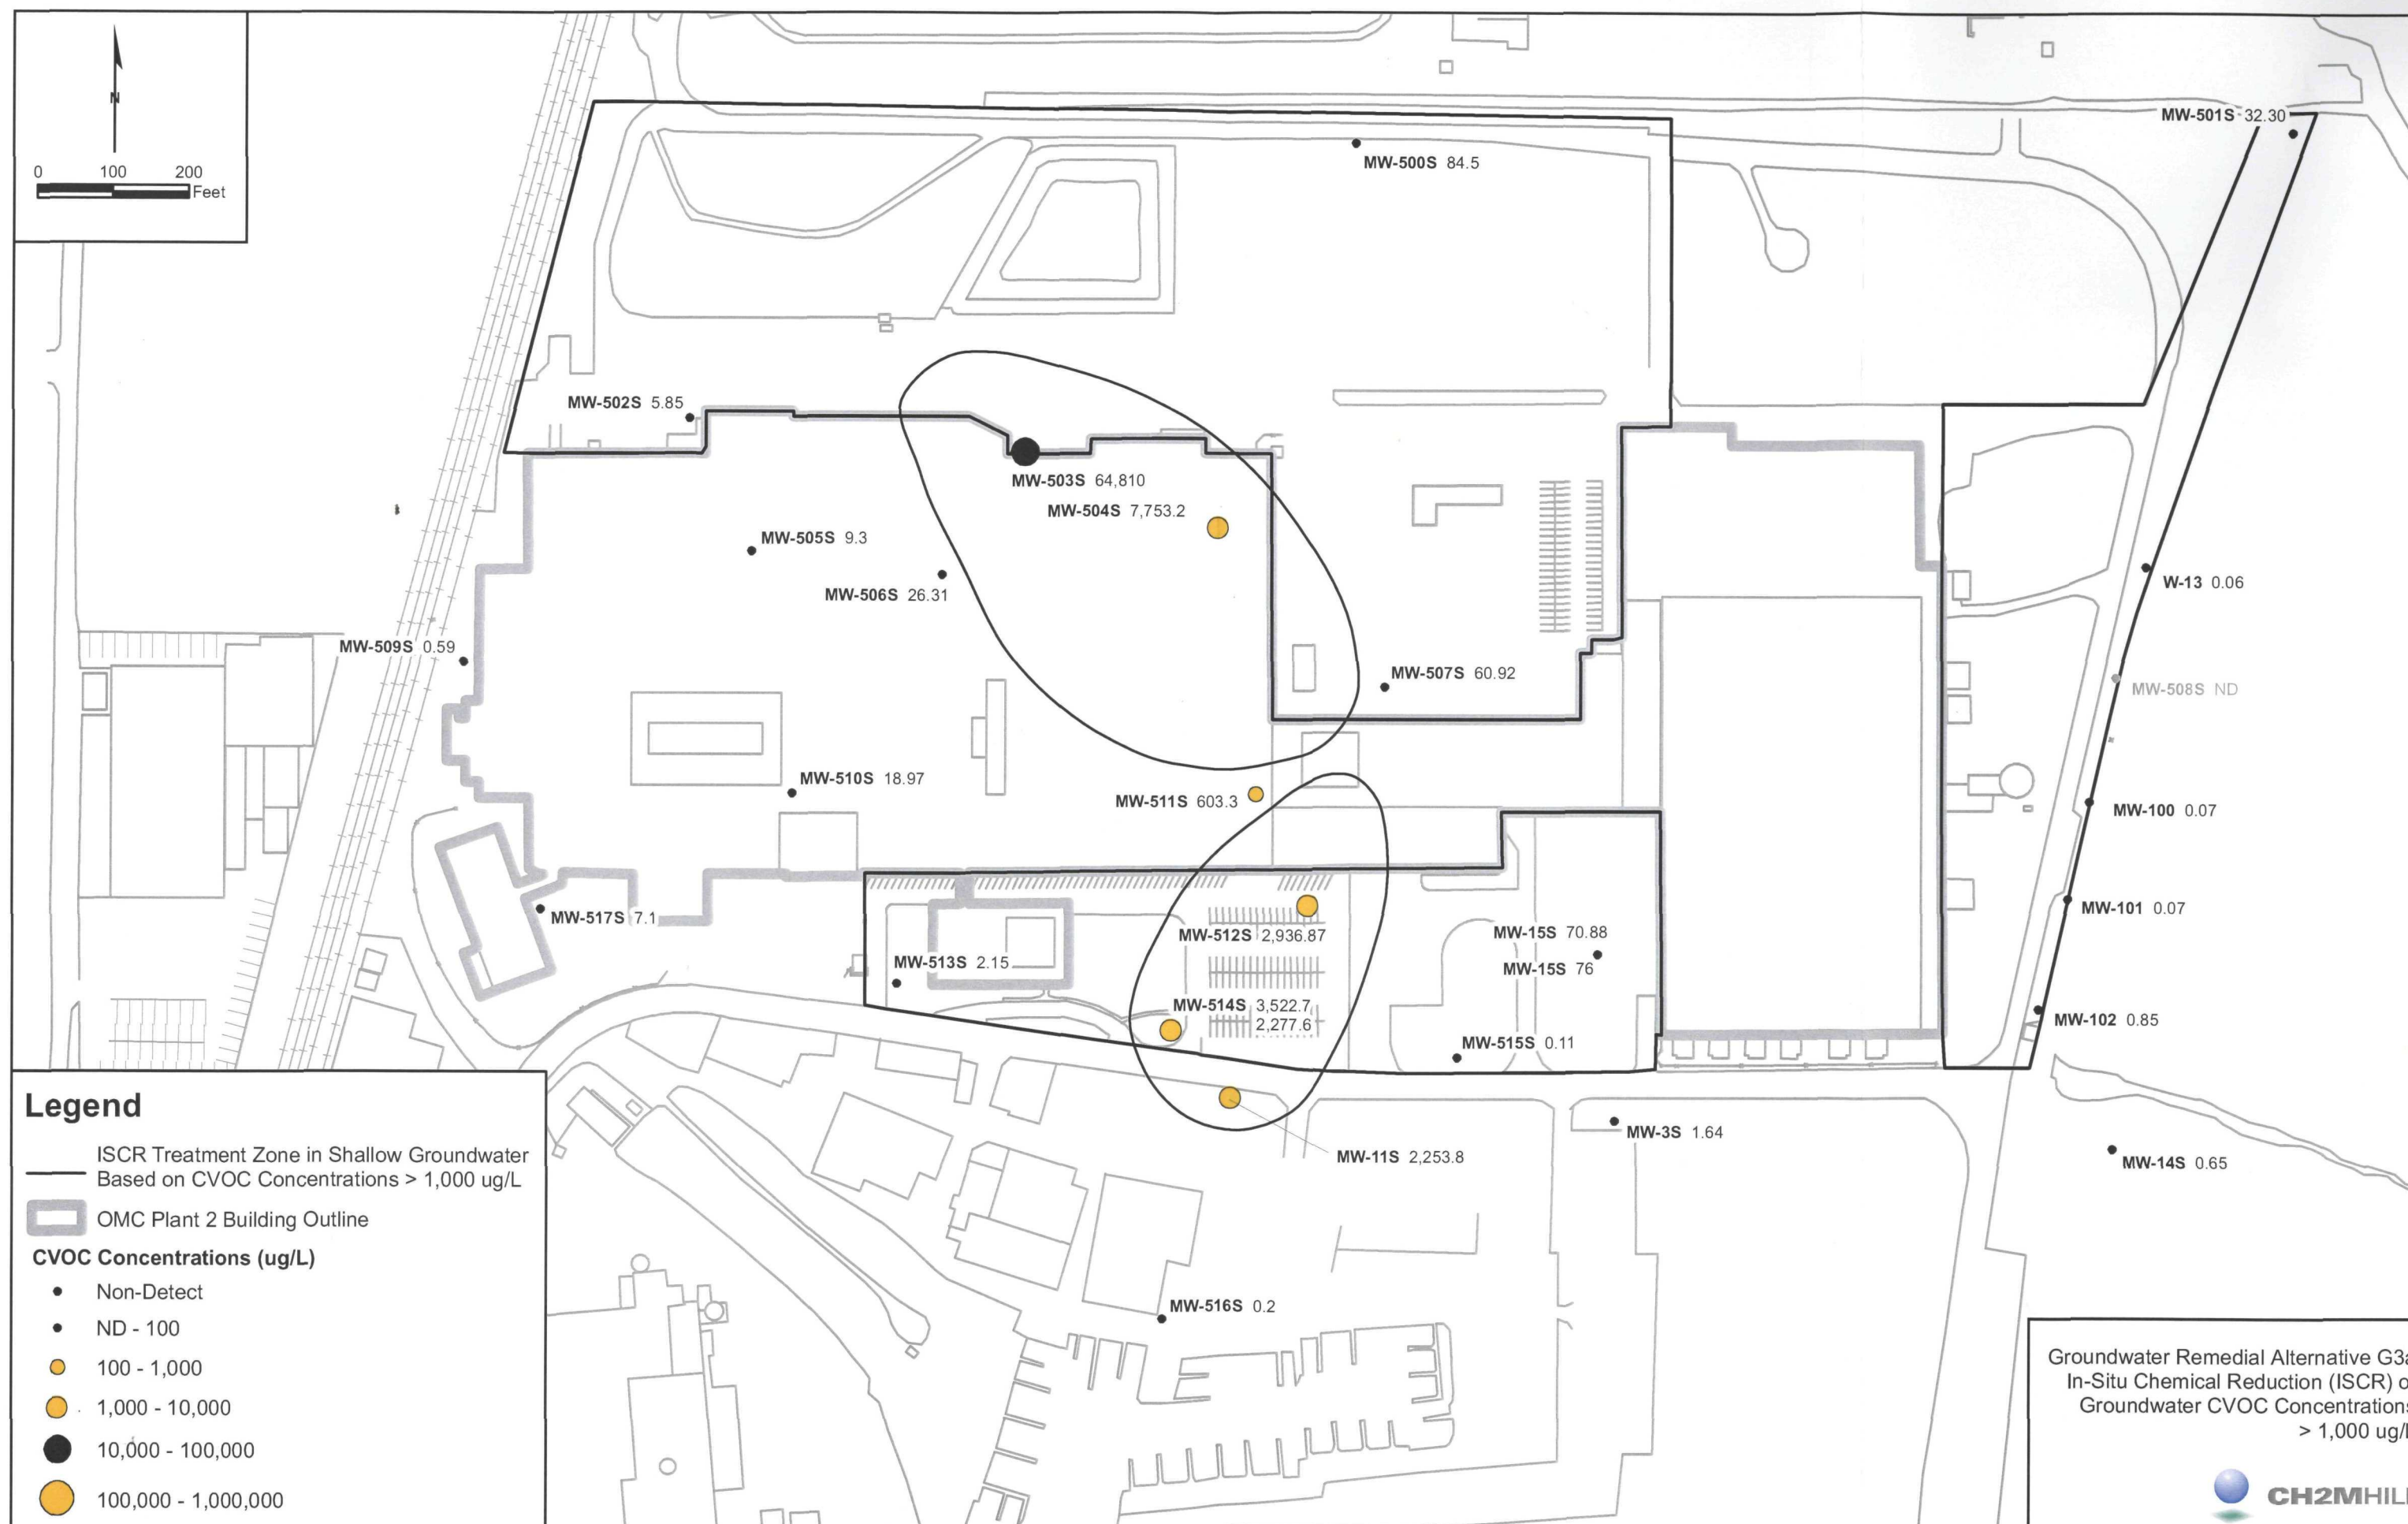 N
0 100 200
Feet
MW-501S 32.30
MW-500S 84.5
MW-502S 5.85
MW-503S 64,810
MW-504S 7,753.2
MW-505S 9.3
MW-506S 26.31
W-13 0.06
MW-509S 0.59
MW-507S 60.92
MW-508S ND
MW-510S 18.97
MW-511S 603.3
MW-100 0.07
MW-517S 7.1
MW-101 0.07
MW-512S 2,936.87
MW-15S 70.88
MW-15S 76
MW-513S 2.15
MW-514S 3,522.7
2,277.6
MW-515S 0.11
MW-102 0.85
MW-3S 1.64
MW-11S 2,253.8
MW-14S 0.65
MW-516S 0.2
Legend
ISCR Treatment Zone in Shallow Groundwater
Based on CVOC Concentrations > 1,000 ug/L
OMC Plant 2 Building Outline
CVOC Concentrations (ug/L)
Non-Detect
ND - 100
100 - 1,000
1,000 - 10,000
10,000 - 100,000
100,000 - 1,000,000
Groundwater Remedial Alternative G3a
In-Situ Chemical Reduction (ISCR) o
Groundwater CVOC Concentrations
> 1,000 ug/
CH2MHIL